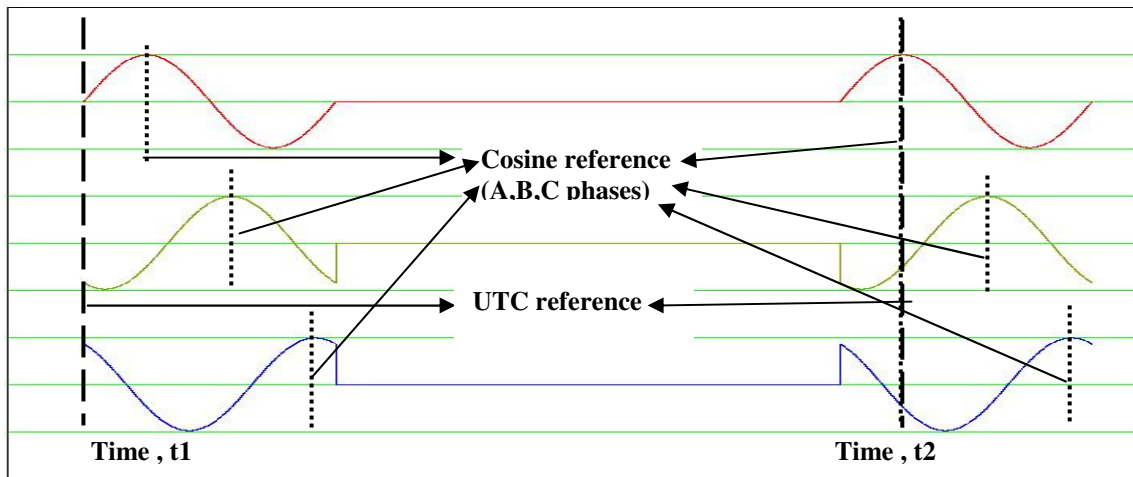 Cosine reference
(A,B,C phases)
UTC reference
Time , t1
Time , t2